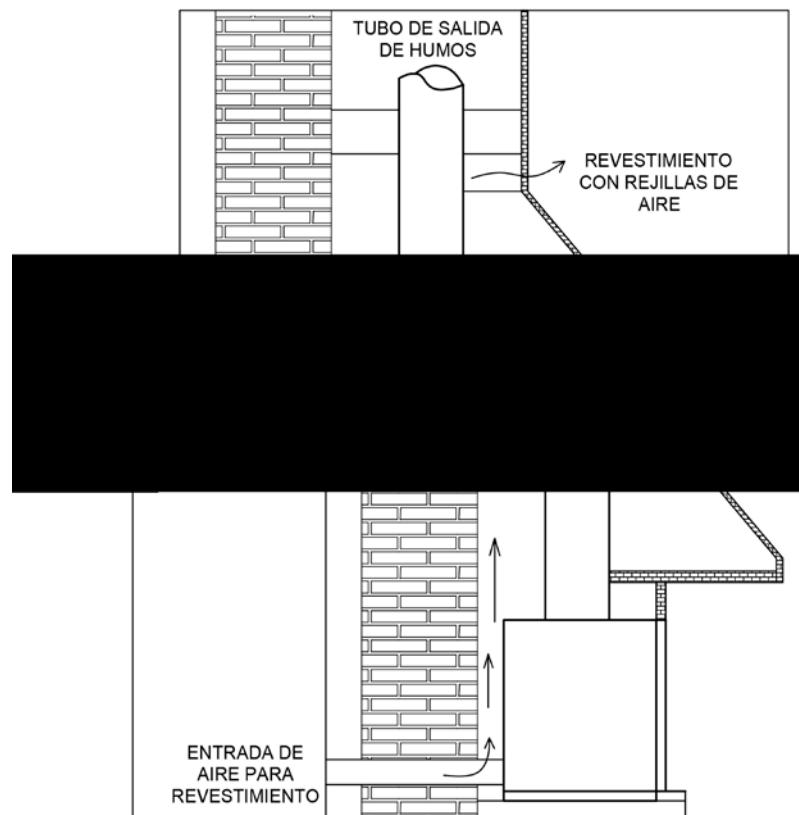 TUBO DE SALIDA
DE HUMOS
REVESTIMIENTO
CON REJILLAS DE
AIRE
ENTRADA DE
AIRE PARA
REVESTIMIENTO